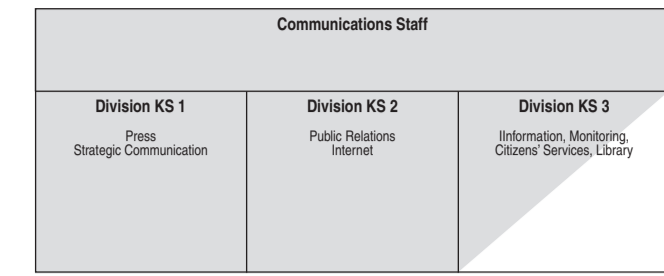 Communications Staff
Division KS 1
Press
Strategic Communication
Division KS 2
Public Relations
Internet
Division KS 3
IInformation, Monitoring,
Citizens' Services, Library